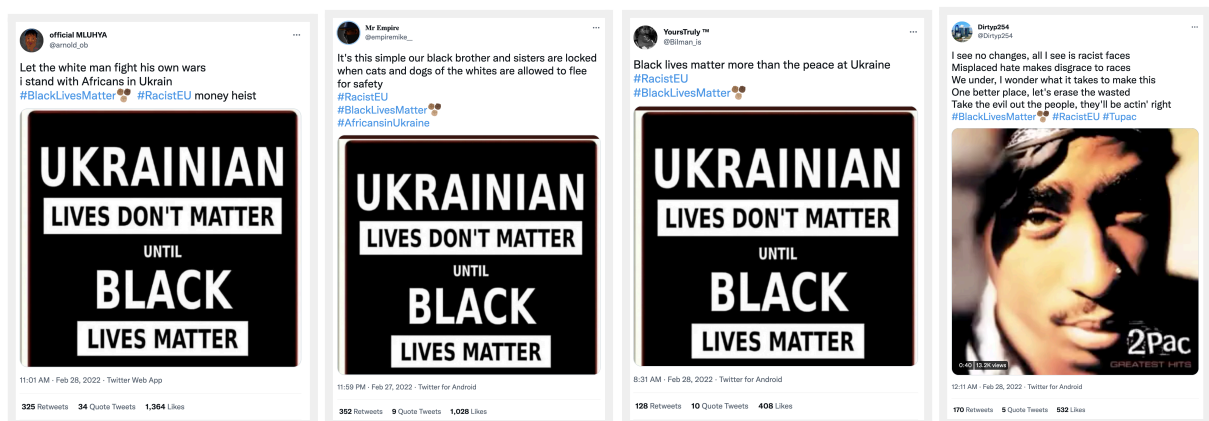 official MLUHYA
@arnold_ob
Let the white man fight his own wars
i stand with Africans in Ukrain
#BlackLivesMatter #RacistEU money heist
UKRAINIAN
LIVES DON'T MATTER
UNTIL
BLACK
LIVES MATTER
11:01 AM · Feb 28, 2022 · Twitter Web App
325 Retweets 34 Quote Tweets 1,364 Likes
Mr Empire
@empiremike__
It's this simple our black brother and sisters are locked
when cats and dogs of the whites are allowed to flee
for safety
#RacistEU
#BlackLivesMatter
#AfricansinUkraine
UKRAINIAN
LIVES DON'T MATTER
UNTIL
BLACK
LIVES MATTER
11:59 PM · Feb 27, 2022 · Twitter for Android
352 Retweets 9 Quote Tweets 1,028 Likes
YoursTruly ™
@Bilman_is
Black lives matter more than the peace at Ukraine
#RacistEU
#BlackLivesMatter
UKRAINIAN
LIVES DON'T MATTER
UNTIL
BLACK
LIVES MATTER
8:31 AM · Feb 28, 2022 · Twitter for Android
128 Retweets 10 Quote Tweets 408 Likes
Dirtyp254
@Dirtyp254
I see no changes, all I see is racist faces
Misplaced hate makes disgrace to races
We under, I wonder what it takes to make this
One better place, let's erase the wasted
Take the evil out the people, they'll be actin' right
#BlackLivesMatter #RacistEU #Tupac
2Pac
GREATEST HITS
0:40 13.2K views
12:11 AM · Feb 28, 2022 · Twitter for Android
170 Retweets 5 Quote Tweets 532 Likes